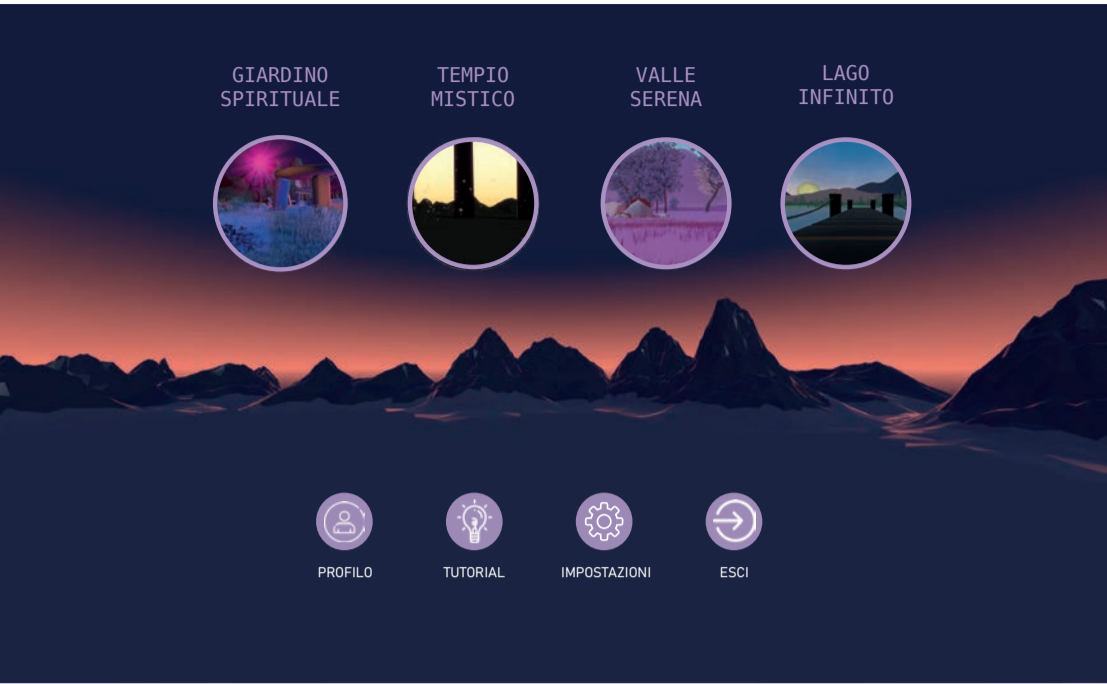 GIARDINO
SPIRITUALE
TEMPIO
MISTICO
VALLE
SERENA
LAGO
INFINITO
PROFILO
TUTORIAL
IMPOSTAZIONI
ESCI